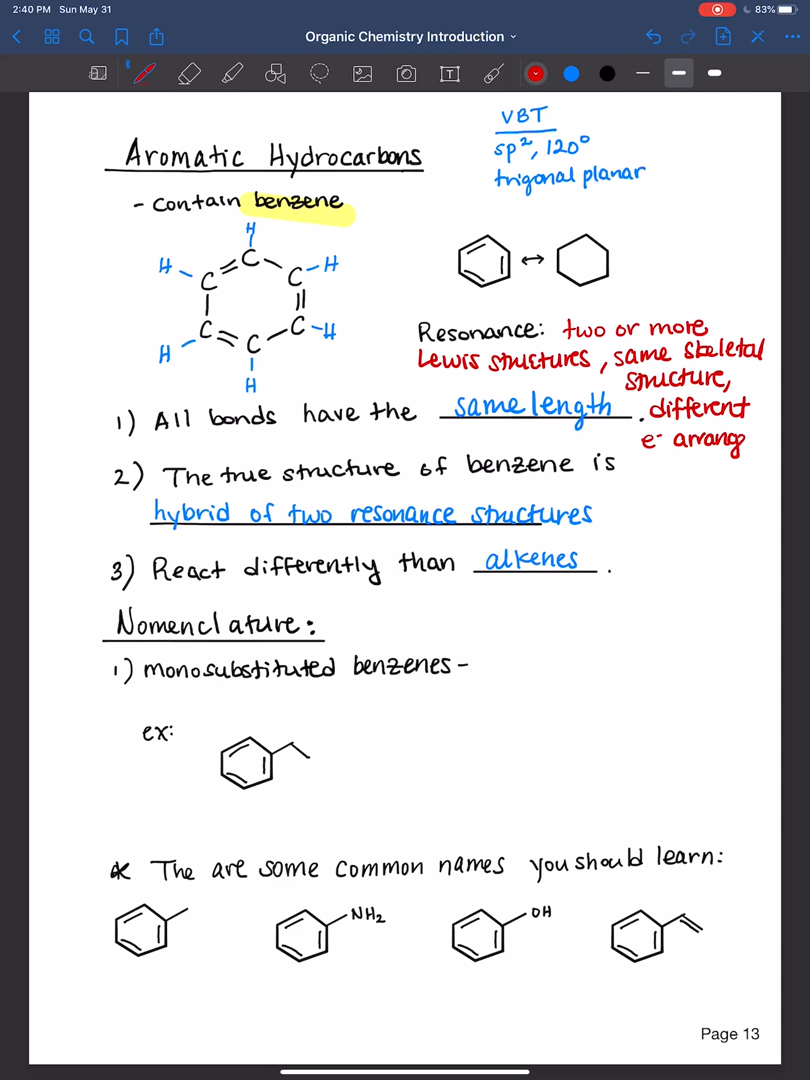 2:40 PM Sun May 31
83%
Organic Chemistry Introduction
T
VBT
sp², 120°
trigonal planar
Aromatic Hydrocarbons
- contain benzene
H
H C H
C C
C C H
H C
H
Resonance: two or more
Lewis structures, same skeletal
structure,
different
e⁻ arrang
1) All bonds have the same length.
2) The true structure of benzene is
hybrid of two resonance structures
3) React differently than alkenes.
Nomenclature:
1) monosubstituted benzenes -
ex:
* The are some common names you should learn:
NH₂
OH
Page 13